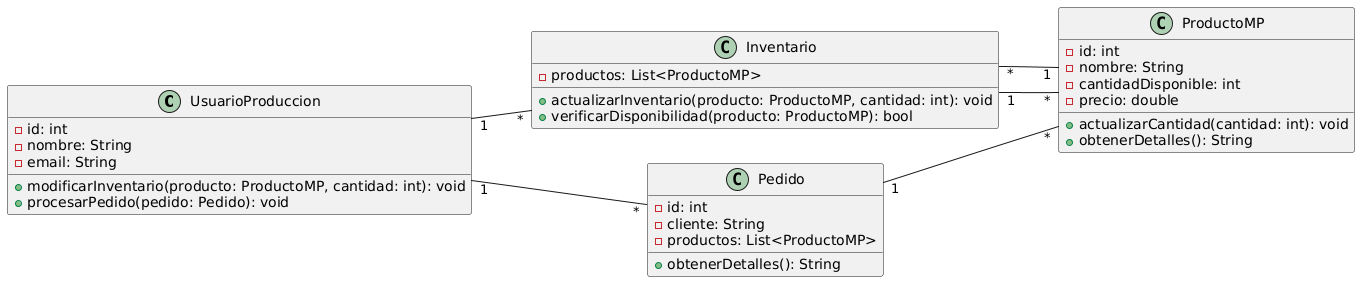 C UsuarioProduccion
id: int
nombre: String
email: String
modificarInventario(producto: ProductoMP, cantidad: int): void
procesarPedido(pedido: Pedido): void
1
*
1
*
C Inventario
productos: List<ProductoMP>
actualizarInventario(producto: ProductoMP, cantidad: int): void
verificarDisponibilidad(producto: ProductoMP): bool
*
1
1
*
C Pedido
id: int
cliente: String
productos: List<ProductoMP>
obtenerDetalles(): String
1
*
C ProductoMP
id: int
nombre: String
cantidadDisponible: int
precio: double
actualizarCantidad(cantidad: int): void
obtenerDetalles(): String